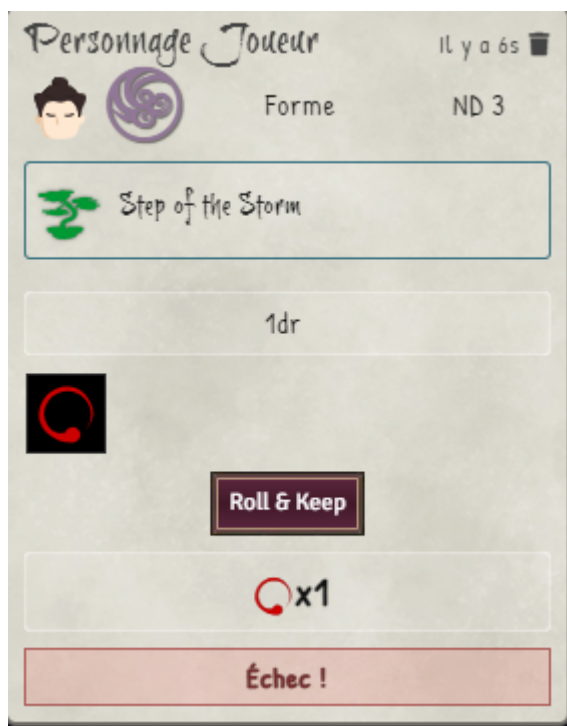 Personnage Joueur
Il y a 6s
Forme
ND 3
Step of the Storm
1dr
Roll & Keep
x1
Échec !